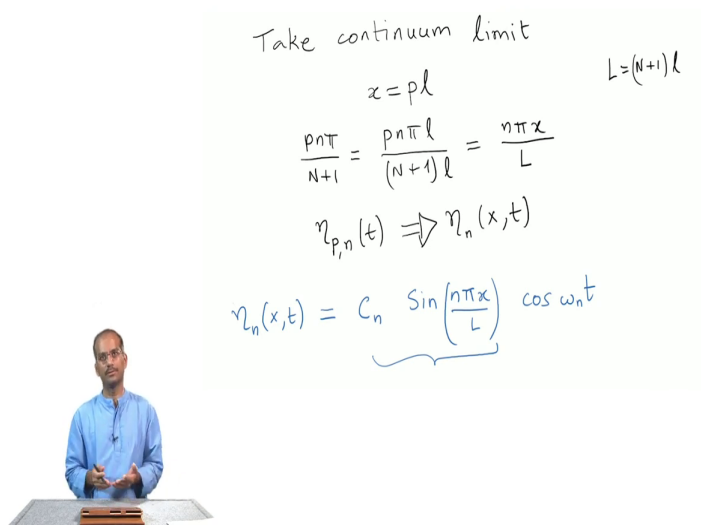 Take continuum limit
L=(N+1)l
x=pl
pnπ/N+1 = pnπl/(N+1)l = nπx/L
η_{p,n}(t) ⇒ η_n(x,t)
η_n(x,t) = C_n Sin(nπx/L) cos ω_n t